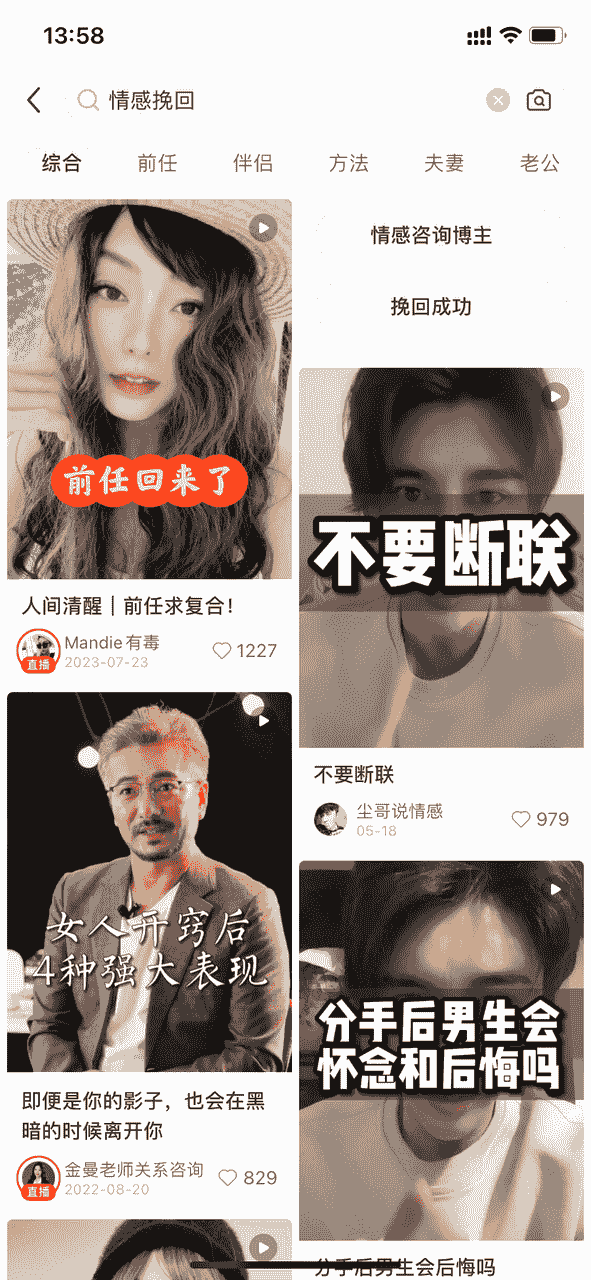 13:58
情感挽回
综合 前任 伴侣 方法 夫妻 老公
前任回来了
人间清醒｜前任求复合！
Mandie有毒
直播
2023-07-23
1227
女人开窍后
4种强大表现
即便是你的影子，也会在黑
暗的时候离开你
金曼老师关系咨询
直播
2022-08-20
829
情感咨询博主
挽回成功
不要断联
不要断联
尘哥说情感
05-18
979
分手后男生会
怀念和后悔吗
分手后男生会后悔吗